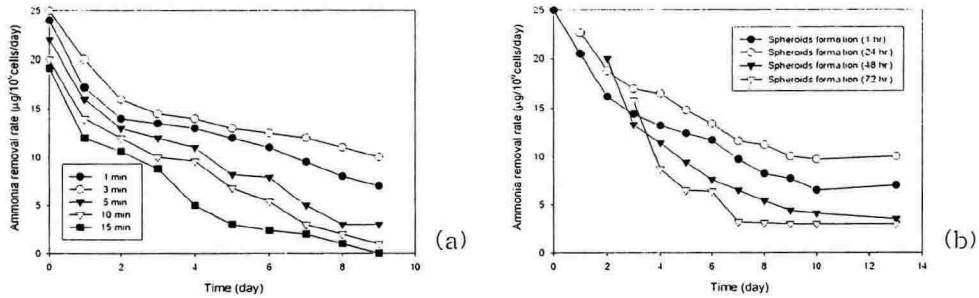 Ammonia removal rate (µg/10⁶cells/day)
25
20
15
10
5
0
1 min
3 min
5 min
10 min
15 min
0
2
4
6
8
10
Time (day)
(a)
Ammonia removal rate (µg/10⁶cells/day)
25
20
15
10
5
0
Spheroids formation (1 hr)
Spheroids formation (24 hr)
Spheroids formation (48 hr)
Spheroids formation (72 hr)
0
2
4
6
8
10
12
14
Time (day)
(b)